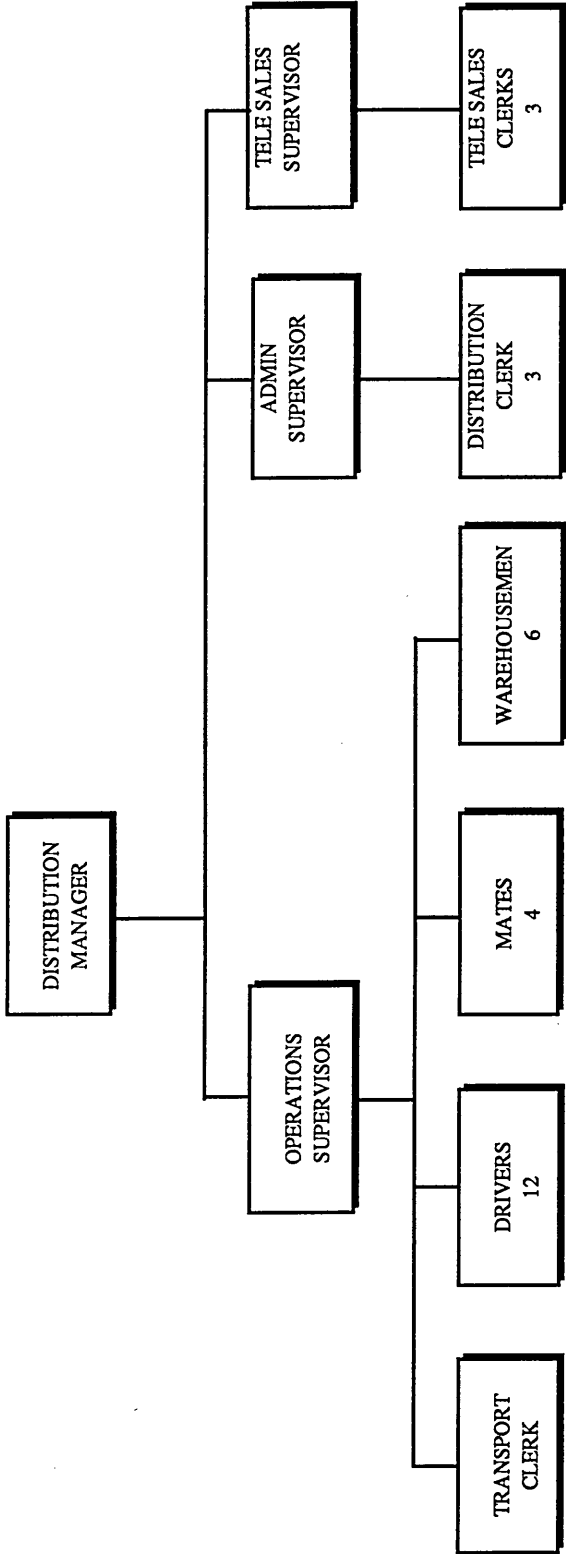 DISTRIBUTION
MANAGER
OPERATIONS
SUPERVISOR
ADMIN
SUPERVISOR
TELE SALES
SUPERVISOR
TRANSPORT
CLERK
DRIVERS
12
MATES
4
WAREHOUSEMEN
6
DISTRIBUTION
CLERK
3
TELE SALES
CLERKS
3